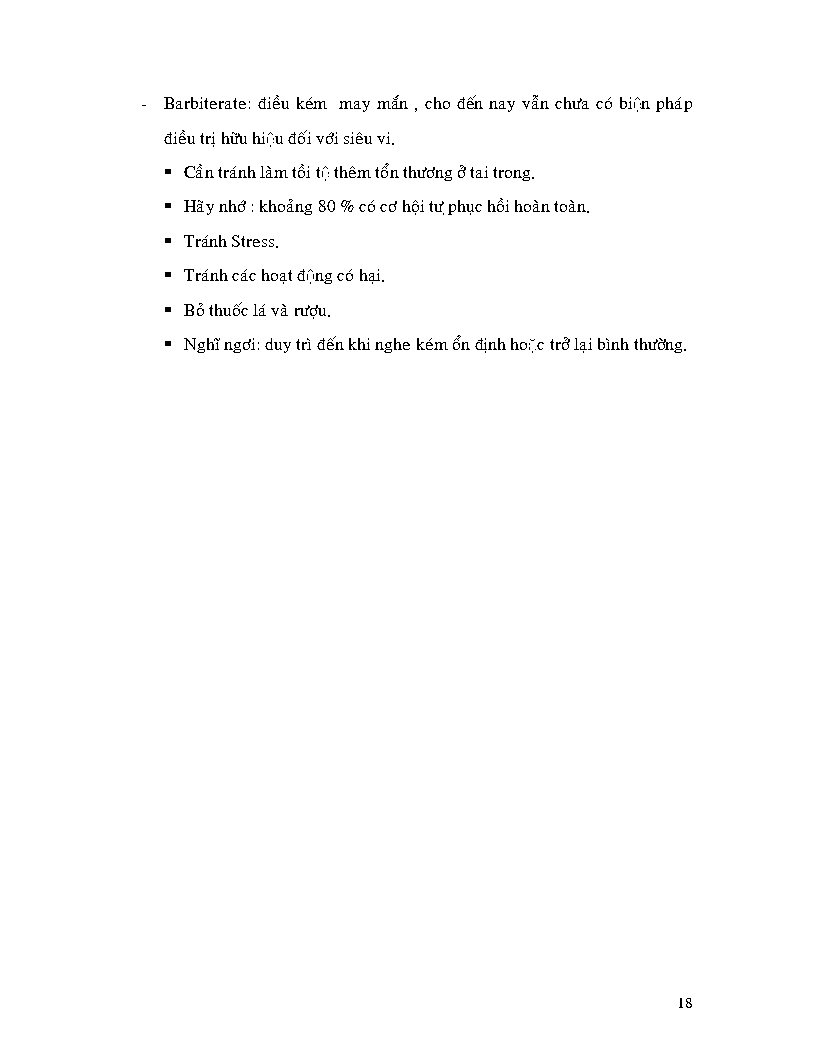 - Barbiterate: điều kém may mắn , cho đến nay vẫn chưa có biện pháp
điều trị hữu hiệu đối với siêu vi.
▪ Cần tránh làm tồi tệ thêm tổn thương ở tai trong.
▪ Hãy nhớ : khoảng 80 % có cơ hội tự phục hồi hoàn toàn.
▪ Tránh Stress.
▪ Tránh các hoạt động có hại.
▪ Bỏ thuốc lá và rượu.
▪ Nghĩ ngơi: duy trì đến khi nghe kém ổn định hoặc trở lại bình thường.
18